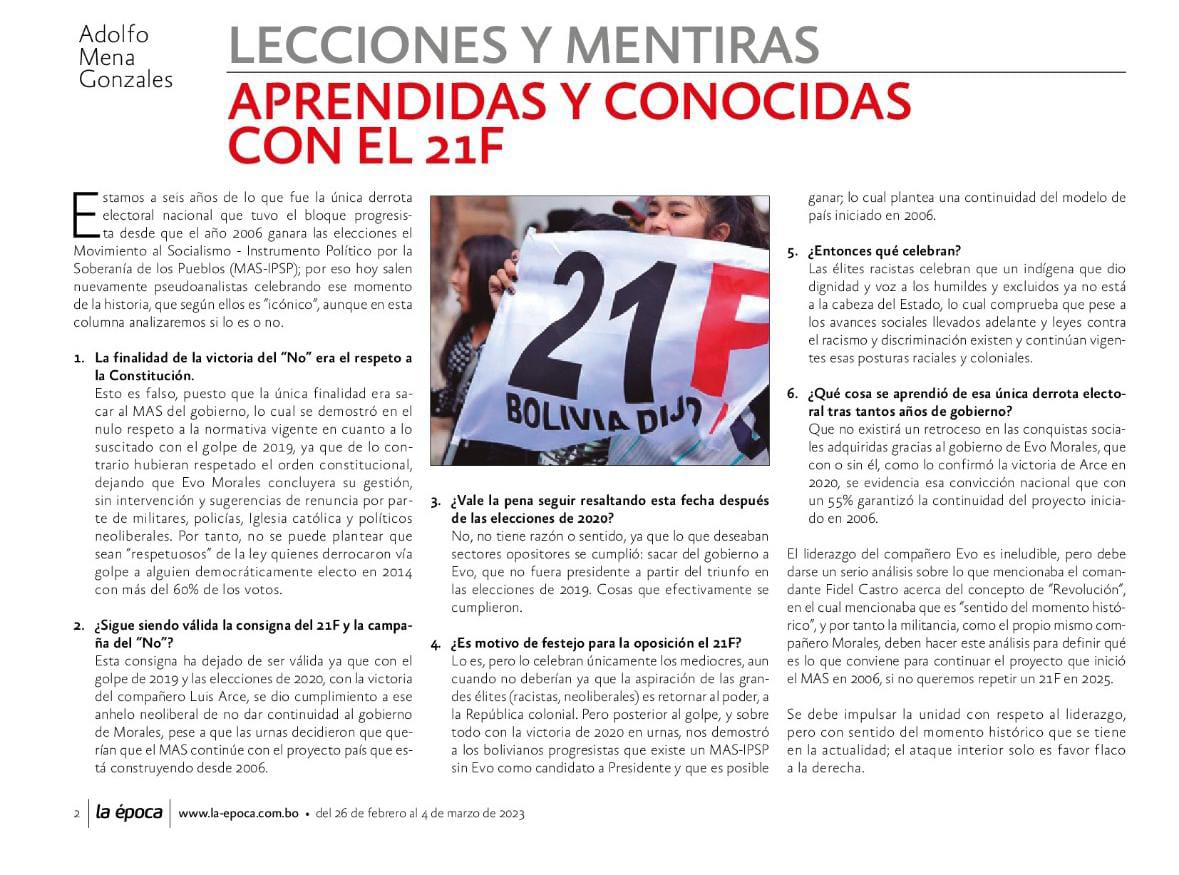 Adolfo
Mena
Gonzales
LECCIONES Y MENTIRAS
APRENDIDAS Y CONOCIDAS
CON EL 21F
Estamos a seis años de lo que fue la única derrota
electoral nacional que tuvo el bloque progresis-
ta desde que el año 2006 ganara las elecciones el
Movimiento al Socialismo - Instrumento Político por la
Soberanía de los Pueblos (MAS-IPSP); por eso hoy salen
nuevamente pseudoanalistas celebrando ese momento
de la historia, que según ellos es "icónico", aunque en esta
columna analizaremos si lo es o no.
1. La finalidad de la victoria del "No" era el respeto a
la Constitución.
Esto es falso, puesto que la única finalidad era sa-
car al MAS del gobierno, lo cual se demostró en el
nulo respeto a la normativa vigente en cuanto a lo
suscitado con el golpe de 2019, ya que de lo con-
trario hubieran respetado el orden constitucional,
dejando que Evo Morales concluyera su gestión,
sin intervención y sugerencias de renuncia por par-
te de militares, policías, Iglesia católica y políticos
neoliberales. Por tanto, no se puede plantear que
sean "respetuosos" de la ley quienes derrocaron vía
golpe a alguien democráticamente electo en 2014
con más del 60% de los votos.
2. ¿Sigue siendo válida la consigna del 21F y la campa-
ña del "No"?
Esta consigna ha dejado de ser válida ya que con el
golpe de 2019 y las elecciones de 2020, con la victoria
del compañero Luis Arce, se dio cumplimiento a ese
anhelo neoliberal de no dar continuidad al gobierno
de Morales, pese a que las urnas decidieron que que-
rían que el MAS continúe con el proyecto país que es-
tá construyendo desde 2006.
21F
BOLIVIA DIJO
3. ¿Vale la pena seguir resaltando esta fecha después
de las elecciones de 2020?
No, no tiene razón o sentido, ya que lo que deseaban
sectores opositores se cumplió: sacar del gobierno a
Evo, que no fuera presidente a partir del triunfo en
las elecciones de 2019. Cosas que efectivamente se
cumplieron.
4. ¿Es motivo de festejo para la oposición el 21F?
Lo es, pero lo celebran únicamente los mediocres, aun
cuando no deberían ya que la aspiración de las gran-
des élites (racistas, neoliberales) es retornar al poder, a
la República colonial. Pero posterior al golpe, y sobre
todo con la victoria de 2020 en urnas, nos demostró
a los bolivianos progresistas que existe un MAS-IPSP
sin Evo como candidato a Presidente y que es posible
ganar; lo cual plantea una continuidad del modelo de
país iniciado en 2006.
5. ¿Entonces qué celebran?
Las élites racistas celebran que un indígena que dio
dignidad y voz a los humildes y excluidos ya no está
a la cabeza del Estado, lo cual comprueba que pese a
los avances sociales llevados adelante y leyes contra
el racismo y discriminación existen y continúan vigen-
tes esas posturas raciales y coloniales.
6. ¿Qué cosa se aprendió de esa única derrota electo-
ral tras tantos años de gobierno?
Que no existirá un retroceso en las conquistas socia-
les adquiridas gracias al gobierno de Evo Morales, que
con o sin él, como lo confirmó la victoria de Arce en
2020, se evidencia esa convicción nacional que con
un 55% garantizó la continuidad del proyecto inicia-
do en 2006.
El liderazgo del compañero Evo es ineludible, pero debe
darse un serio análisis sobre lo que mencionaba el coman-
dante Fidel Castro acerca del concepto de "Revolución",
en el cual mencionaba que es "sentido del momento histó-
rico", y por tanto la militancia, como el propio mismo com-
pañero Morales, deben hacer este análisis para definir qué
es lo que conviene para continuar el proyecto que inició
el MAS en 2006, si no queremos repetir un 21F en 2025.
Se debe impulsar la unidad con respeto al liderazgo,
pero con sentido del momento histórico que se tiene
en la actualidad; el ataque interior solo es favor flaco
a la derecha.
2 la época www.la-epoca.com.bo • del 26 de febrero al 4 de marzo de 2023